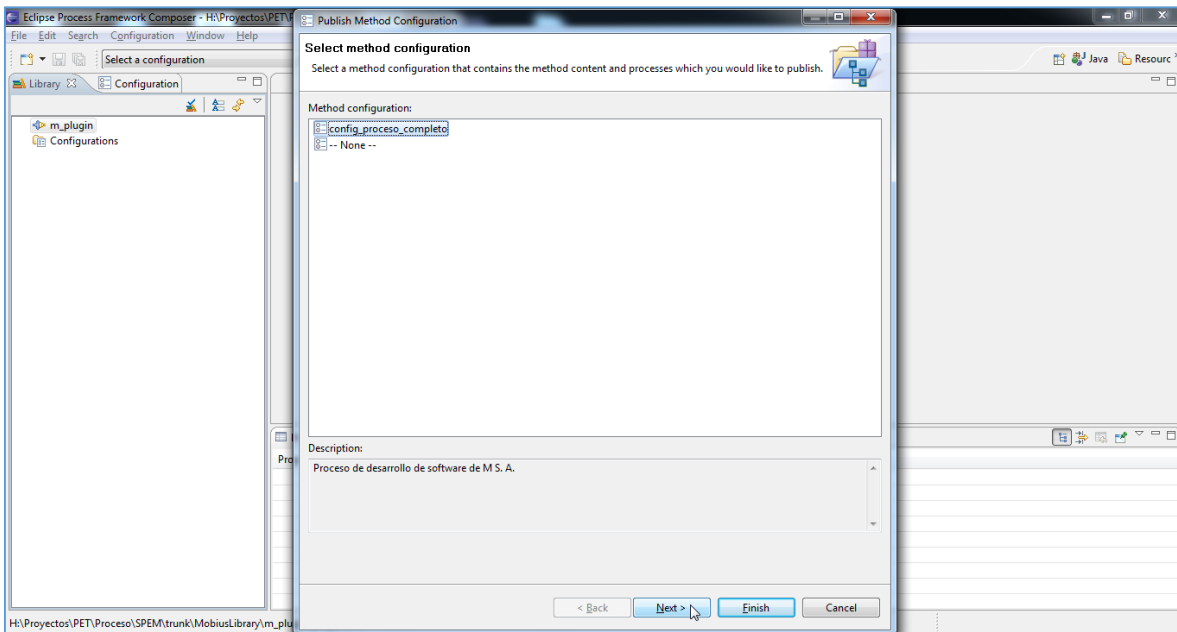 Eclipse Process Framework Composer - H:\Proyectos\PET\
Publish Method Configuration
File Edit Search Configuration Window Help
Select a configuration
Java Resourc
Library Configuration
m_plugin
Configurations
Select method configuration
Select a method configuration that contains the method content and processes which you would like to publish.
Method configuration:
config_proceso_completo
-- None --
Description:
Pro
Proceso de desarrollo de software de M S. A.
< Back Next > Finish Cancel
H:\Proyectos\PET\Proceso\SPEM\trunk\MobiusLibrary\m_plu